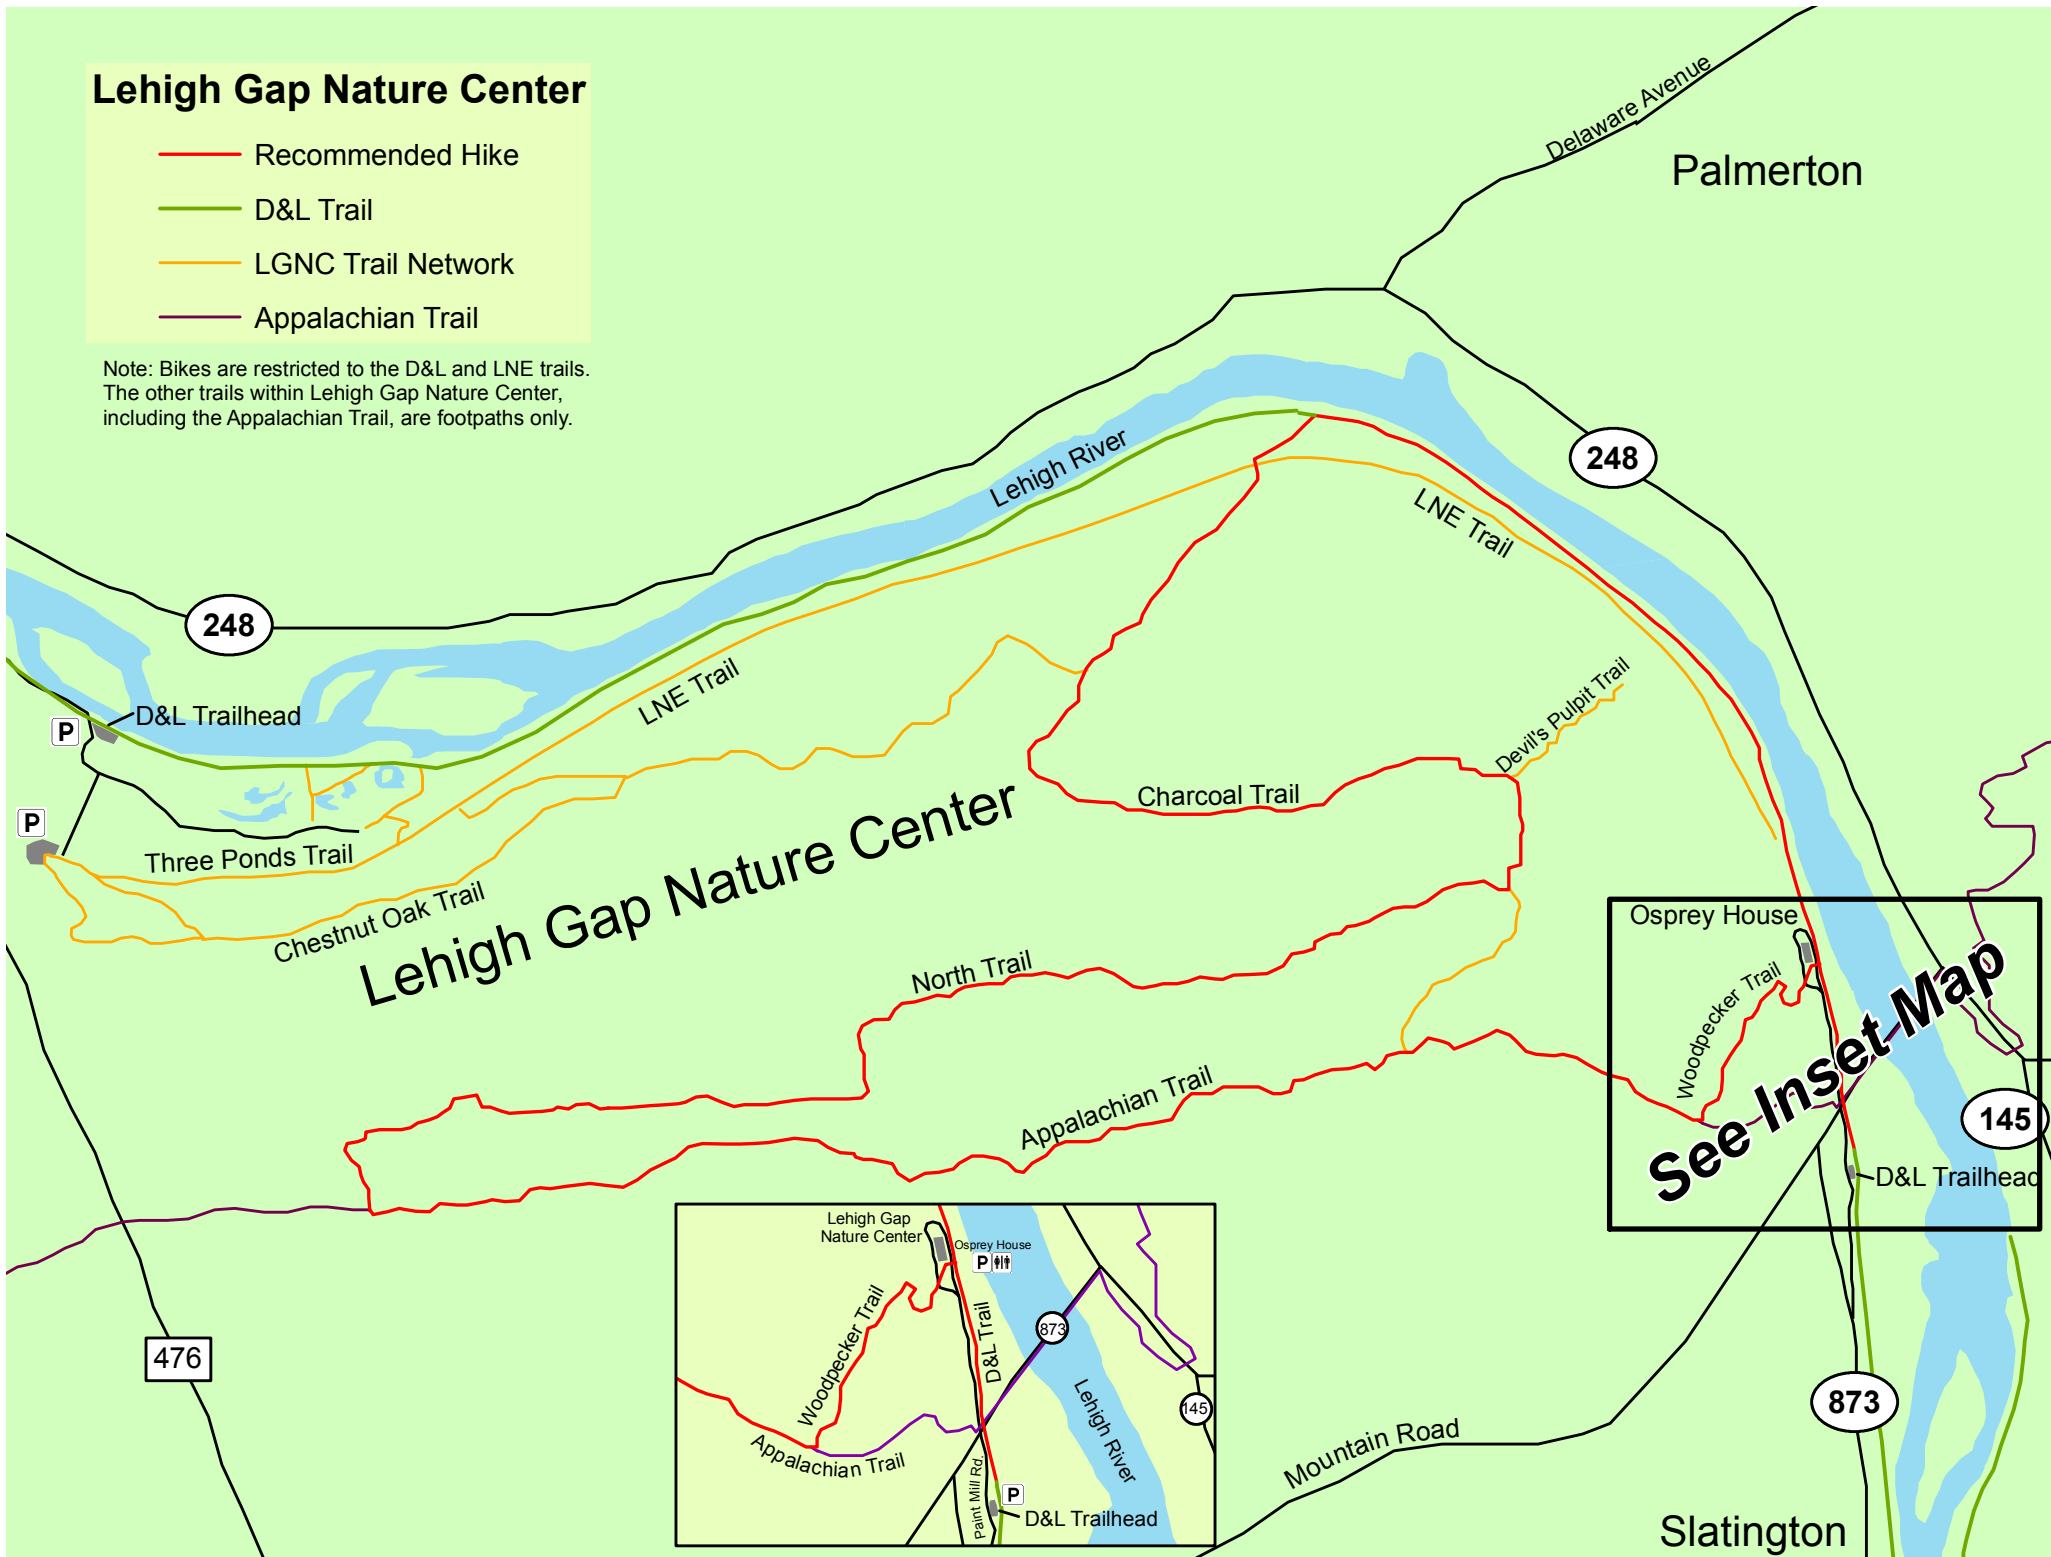 Lehigh Gap Nature Center
Recommended Hike
D&L Trail
LGNC Trail Network
Appalachian Trail
Note: Bikes are restricted to the D&L and LNE trails.
The other trails within Lehigh Gap Nature Center,
including the Appalachian Trail, are footpaths only.
Delaware Avenue
Palmerton
248
Lehigh River
LNE Trail
248
LNE Trail
D&L Trailhead
P
Devil's Pulpit Trail
Charcoal Trail
P
Three Ponds Trail
Chestnut Oak Trail
Lehigh Gap Nature Center
North Trail
Osprey House
Woodpecker Trail
See Inset Map
Appalachian Trail
145
D&L Trailhead
476
873
Mountain Road
Slatington
Lehigh Gap
Nature Center
Osprey House
P
Woodpecker Trail
D&L Trail
873
Lehigh River
145
Appalachian Trail
Paint Mill Rd.
P
D&L Trailhead